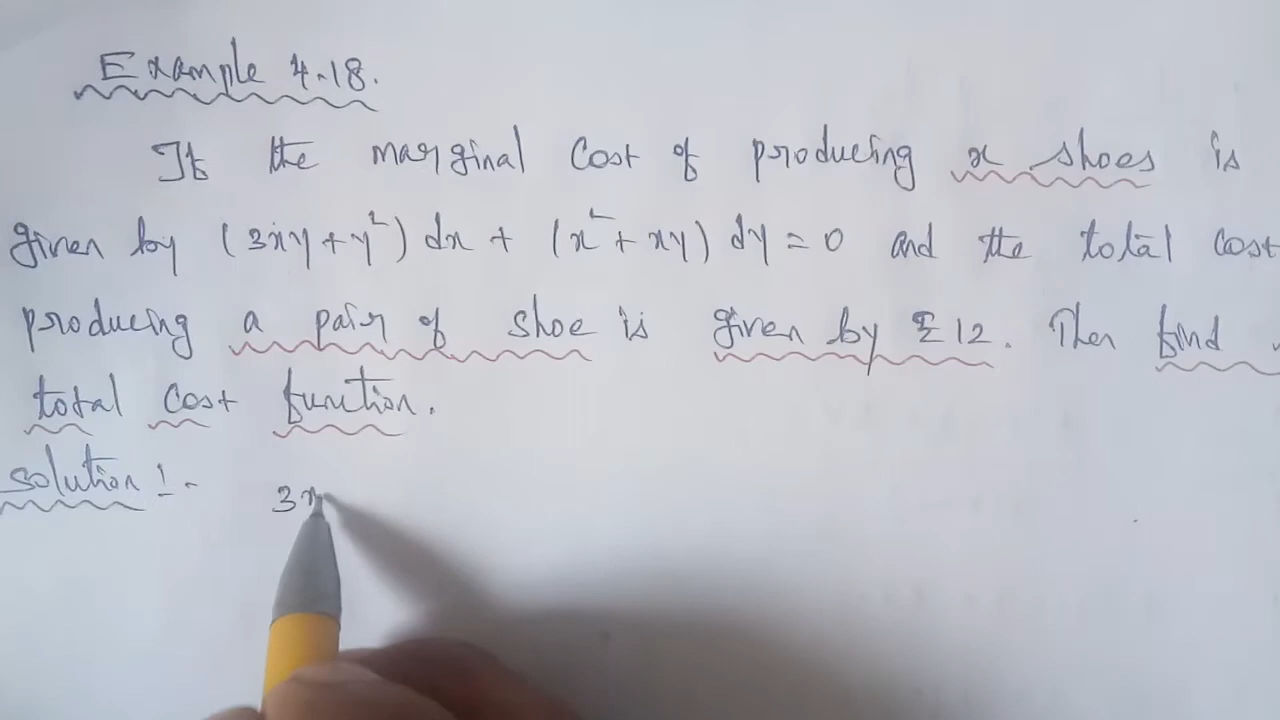 Example 4.18.
If the marginal cost of producing x shoes is
given by (3xy + y²) dx + (x² + xy) dy = 0 and the total cost
producing a pair of shoe is given by ₹12. Then find
total cost function.
solution :-
3x